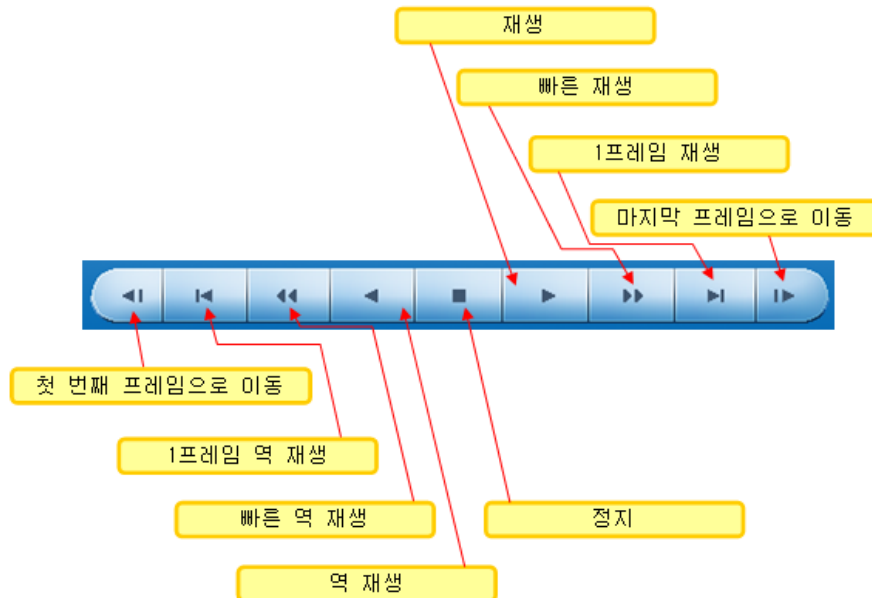 재생
빠른 재생
1프레임 재생
마지막 프레임으로 이동
첫 번째 프레임으로 이동
1프레임 역 재생
빠른 역 재생
정지
역 재생